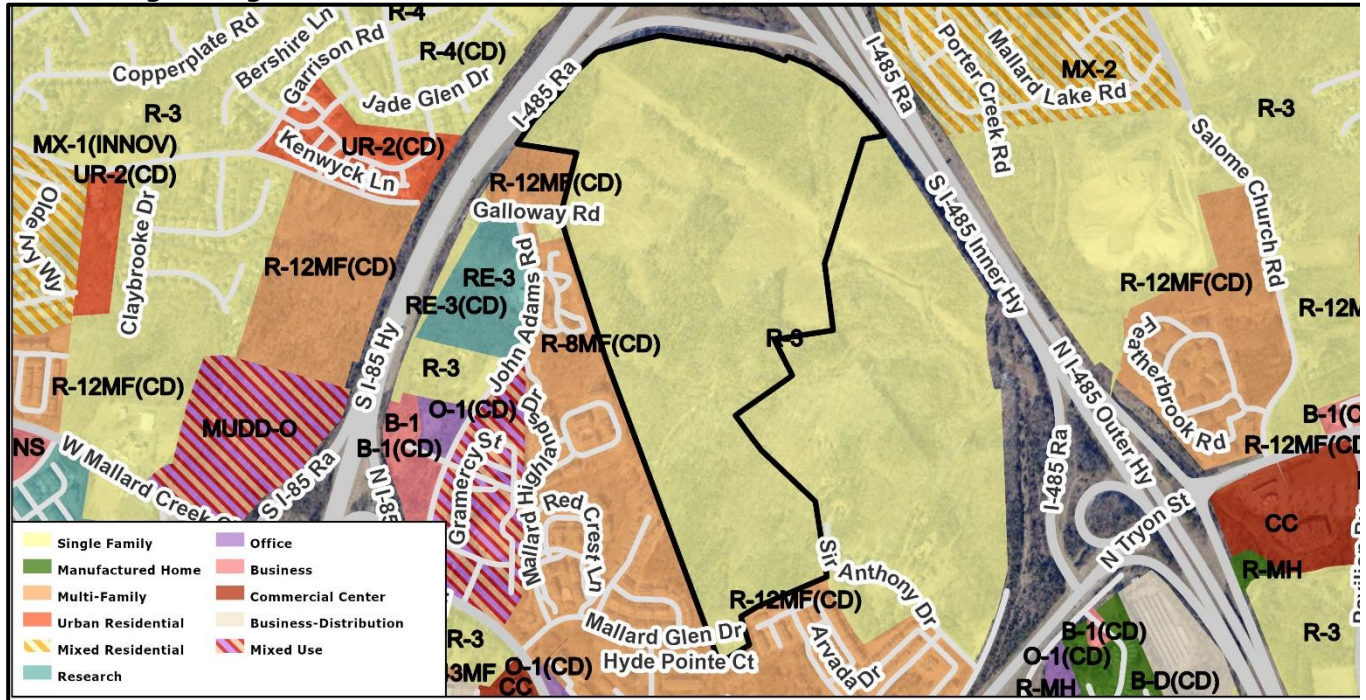 R-4
Copperplate Rd
Bershire Ln
Garrison Rd
R-4(CD)
Jade Glen Dr
I-485 Ra
I-485 Ra
Porter Creek Rd
Mallard Lake Rd
MX-2
R-3
R-3
MX-1(INNOV)
UR-2(CD)
UR-2(CD)
Kenwyck Ln
Salome Church Rd
Olde Ivy Wy
Claybrooke Dr
R-12MF(CD)
Galloway Rd
S I-485 Inner Hy
R-12MF(CD)
RE-3
RE-3(CD)
John Adams Rd
R-12MF(CD)
S I-85 Hy
R-3
R-8MF(CD)
R-3
N I-485 Outer Hy
Featherbrook Rd
R-12MF(CD)
MUDD-O
B-1
B-1(CD)
O-1(CD)
Gramercy St
Mallard Highlands Dr
R-12MF(CD)
NS
W Mallard Creek
S I-85 Ra
N I-85
Red Crest Ln
I-485 Ra
N Tryon St
CC
R-MH
Sir Anthony Dr
R-12MF(CD)
Mallard Glen Dr
Hyde Pointe Ct
Arvada Dr
R-3
O-1(CD)
CC
B-1(CD)
O-1(CD)
R-MH
B-D(CD)
R-3
Single Family
Manufactured Home
Multi-Family
Urban Residential
Mixed Residential
Research
Office
Business
Commercial Center
Business-Distribution
Mixed Use